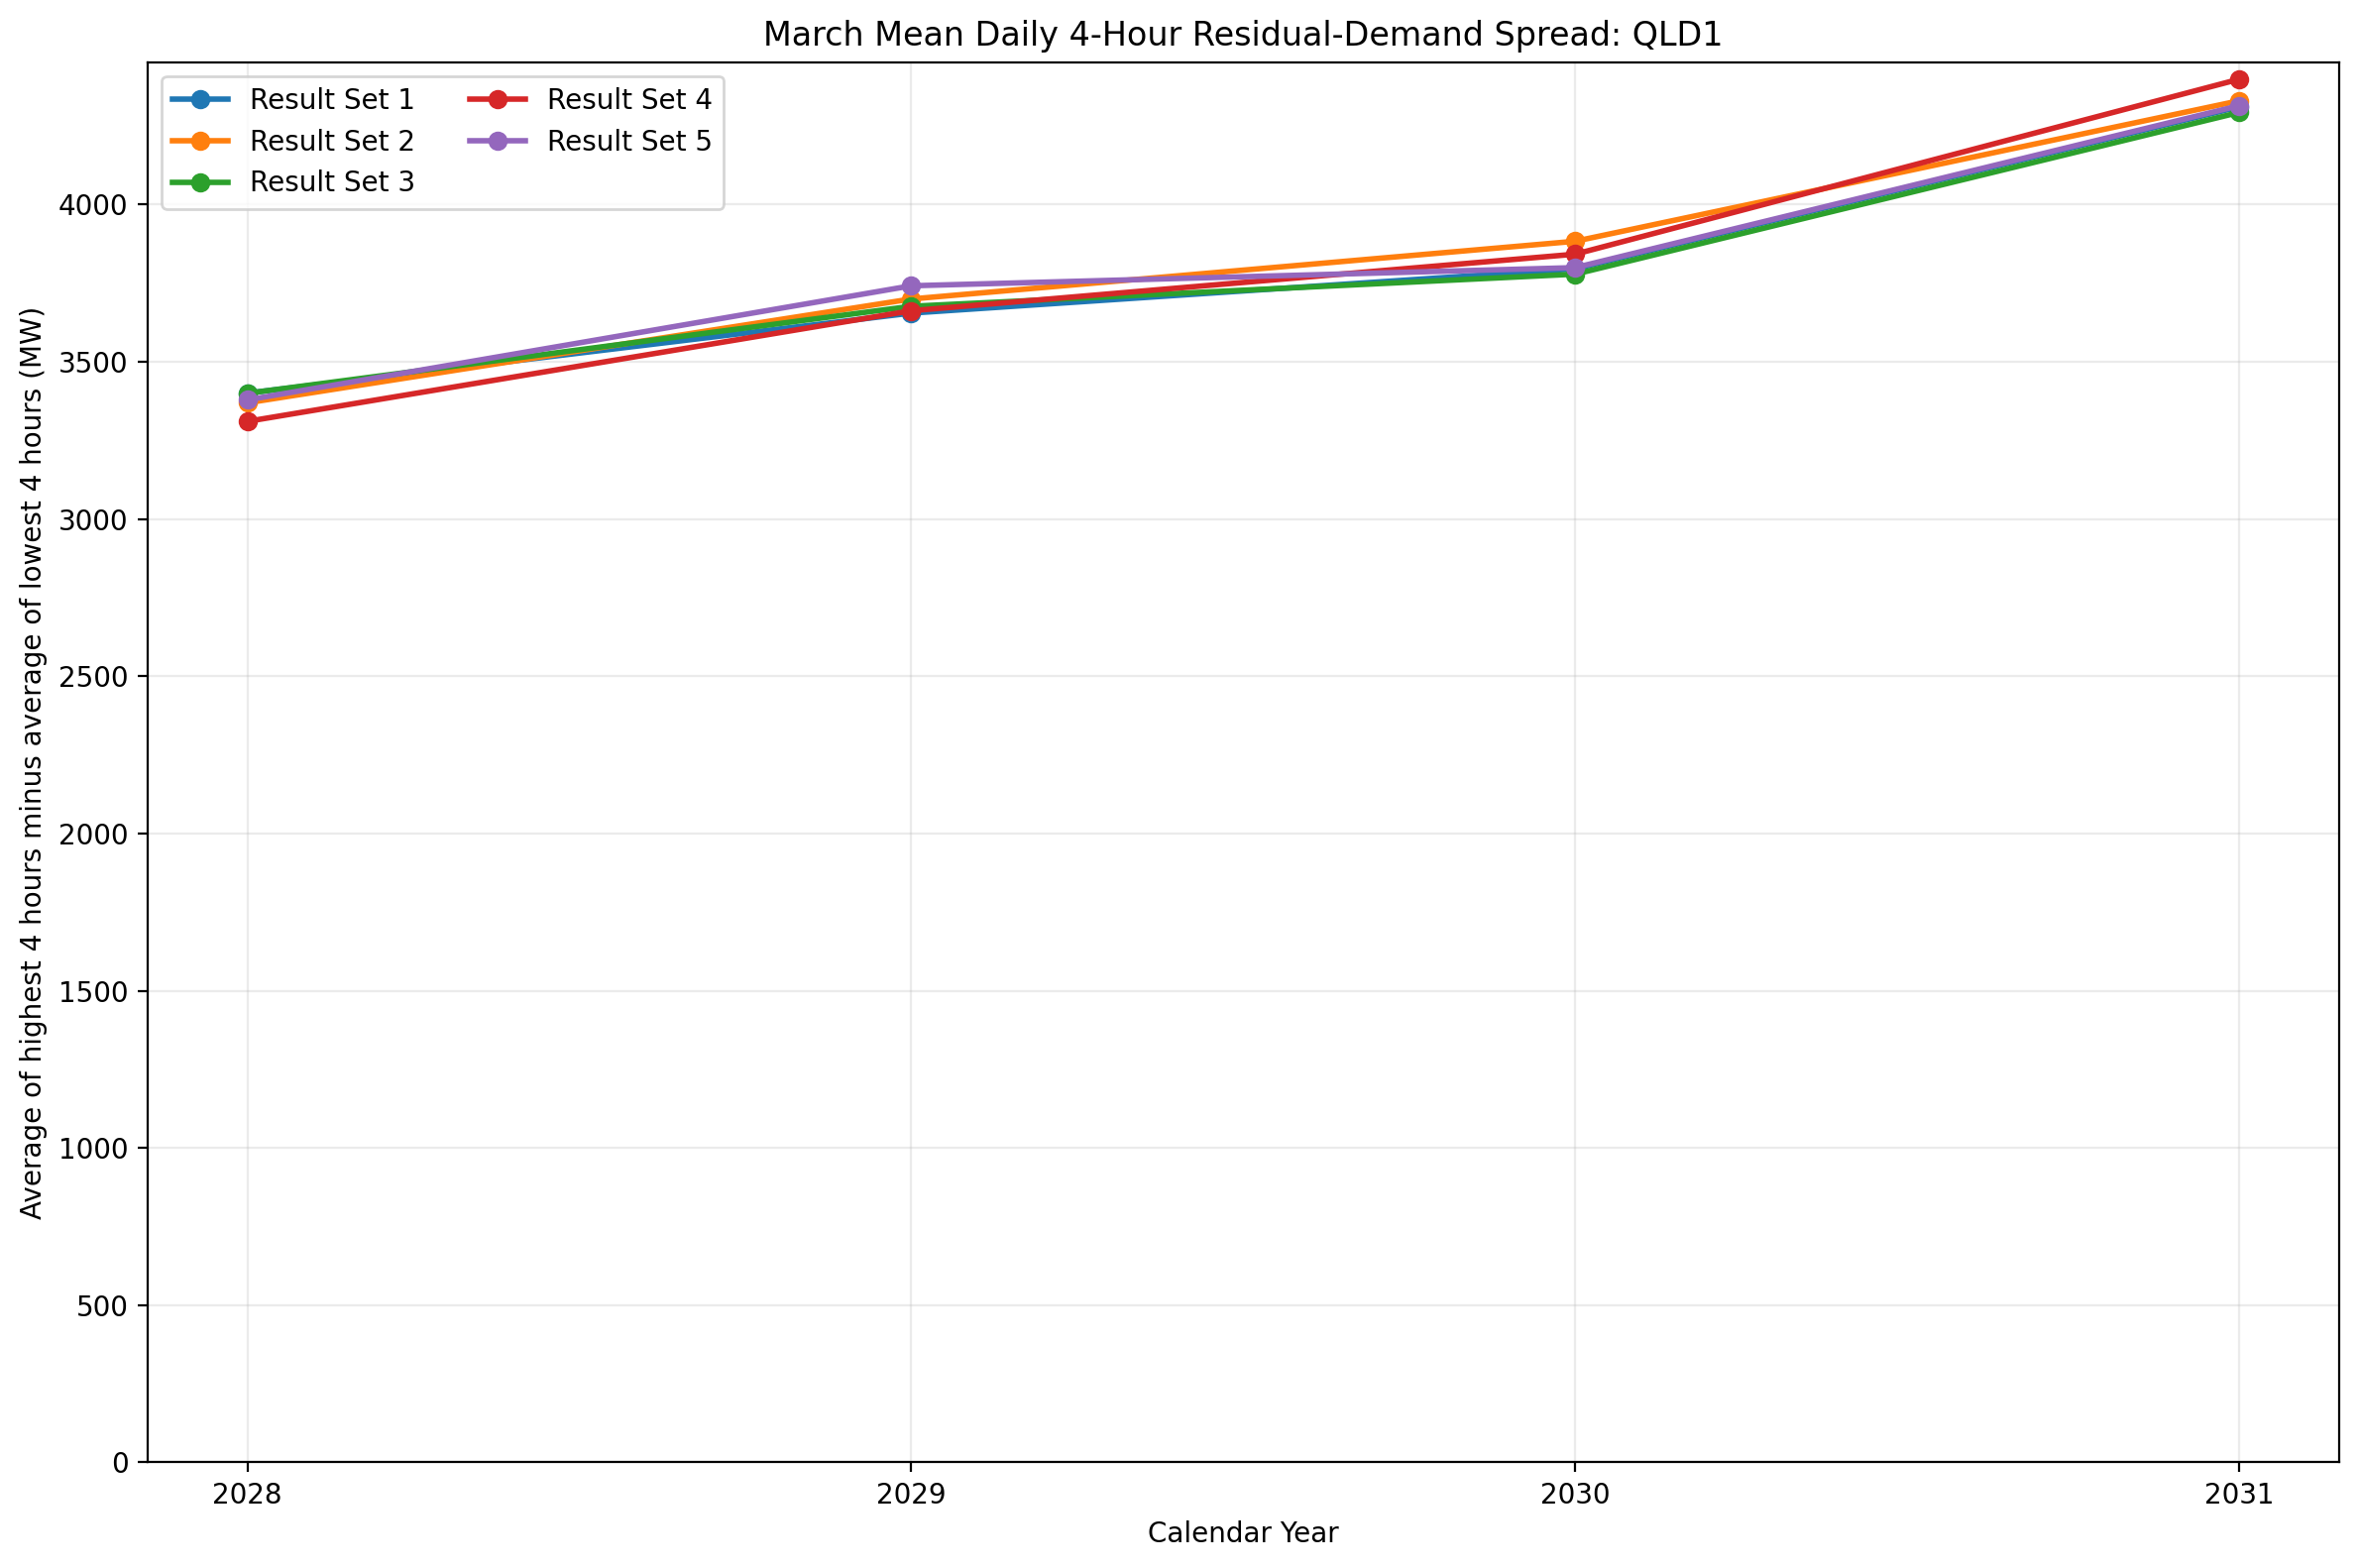 March Mean Daily 4-Hour Residual-Demand Spread: QLD1
Result Set 1
Result Set 2
Result Set 3
Result Set 4
Result Set 5
Average of highest 4 hours minus average of lowest 4 hours (MW)
4000
3500
3000
2500
2000
1500
1000
500
0
2028
2029
2030
2031
Calendar Year